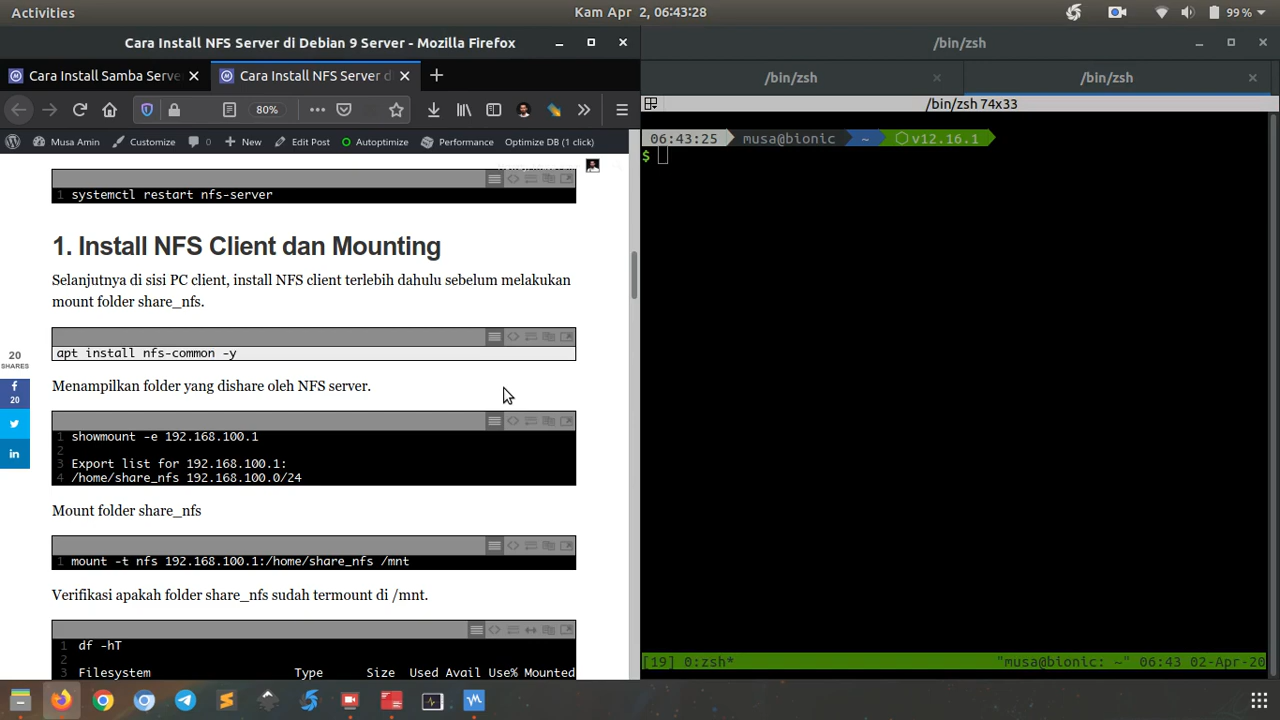 Activities
Kam Apr 2, 06:43:28
99 %
Cara Install NFS Server di Debian 9 Server - Mozilla Firefox
/bin/zsh
Cara Install Samba Serve
Cara Install NFS Server d
/bin/zsh
/bin/zsh
80%
/bin/zsh 74x33
Musa Amin
Customize
0
New
Edit Post
Autoptimize
Performance
Optimize DB (1 click)
06:43:25
musa@bionic
~
v12.16.1
$
1 systemctl restart nfs-server
1. Install NFS Client dan Mounting
Selanjutnya di sisi PC client, install NFS client terlebih dahulu sebelum melakukan
mount folder share_nfs.
apt install nfs-common -y
20
SHARES
Menampilkan folder yang dishare oleh NFS server.
20
1 showmount -e 192.168.100.1
2
3 Export list for 192.168.100.1:
4 /home/share_nfs 192.168.100.0/24
Mount folder share_nfs
1 mount -t nfs 192.168.100.1:/home/share_nfs /mnt
Verifikasi apakah folder share_nfs sudah termount di /mnt.
1 df -hT
2
3 Filesystem Type Size Used Avail Use% Mounted
[19] 0:zsh*
"musa@bionic: ~" 06:43 02-Apr-20